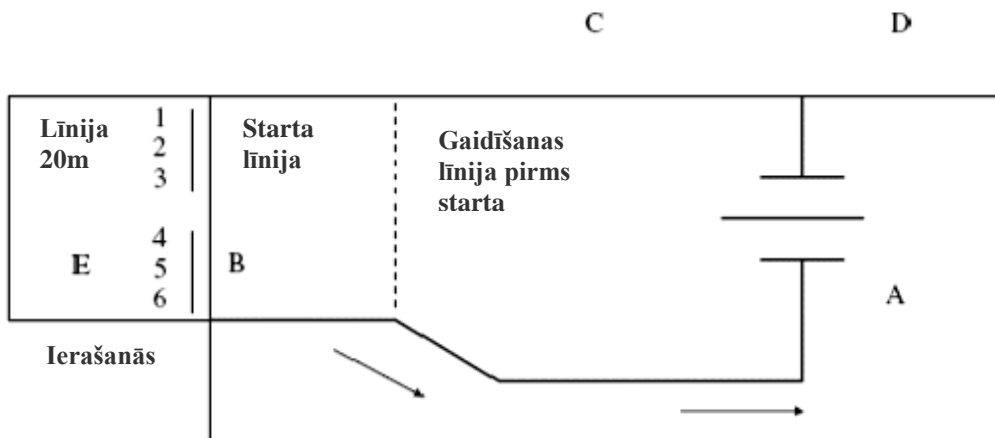 C
D
Līnija
20m
1
2
3
Starta
līnija
Gaidīšanas
līnija pirms
starta
E
4
5
6
B
A
Ierašanās